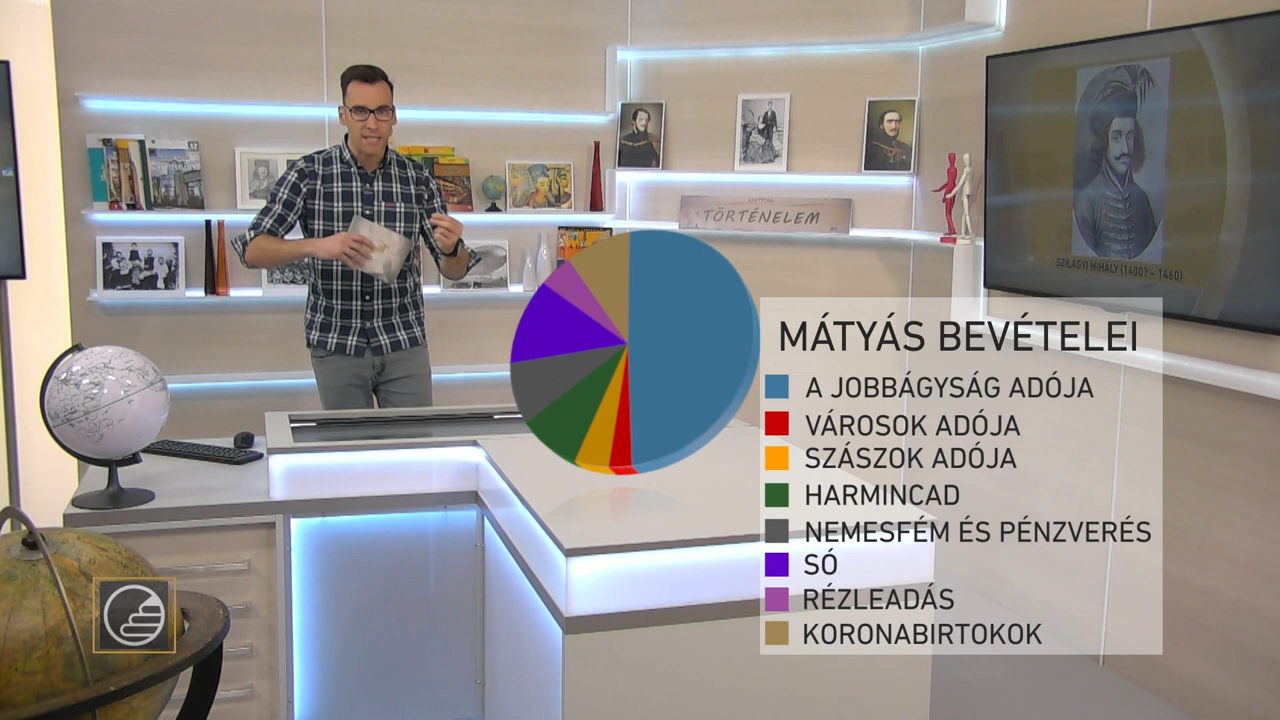 TÖRTÉNELEM
SZILÁGYI MIHÁLY (1400? – 1460)
MÁTYÁS BEVÉTELEI
A JOBBÁGYSÁG ADÓJA
VÁROSOK ADÓJA
SZÁSZOK ADÓJA
HARMINCAD
NEMESFÉM ÉS PÉNZVERÉS
SÓ
RÉZLEADÁS
KORONABIRTOKOK